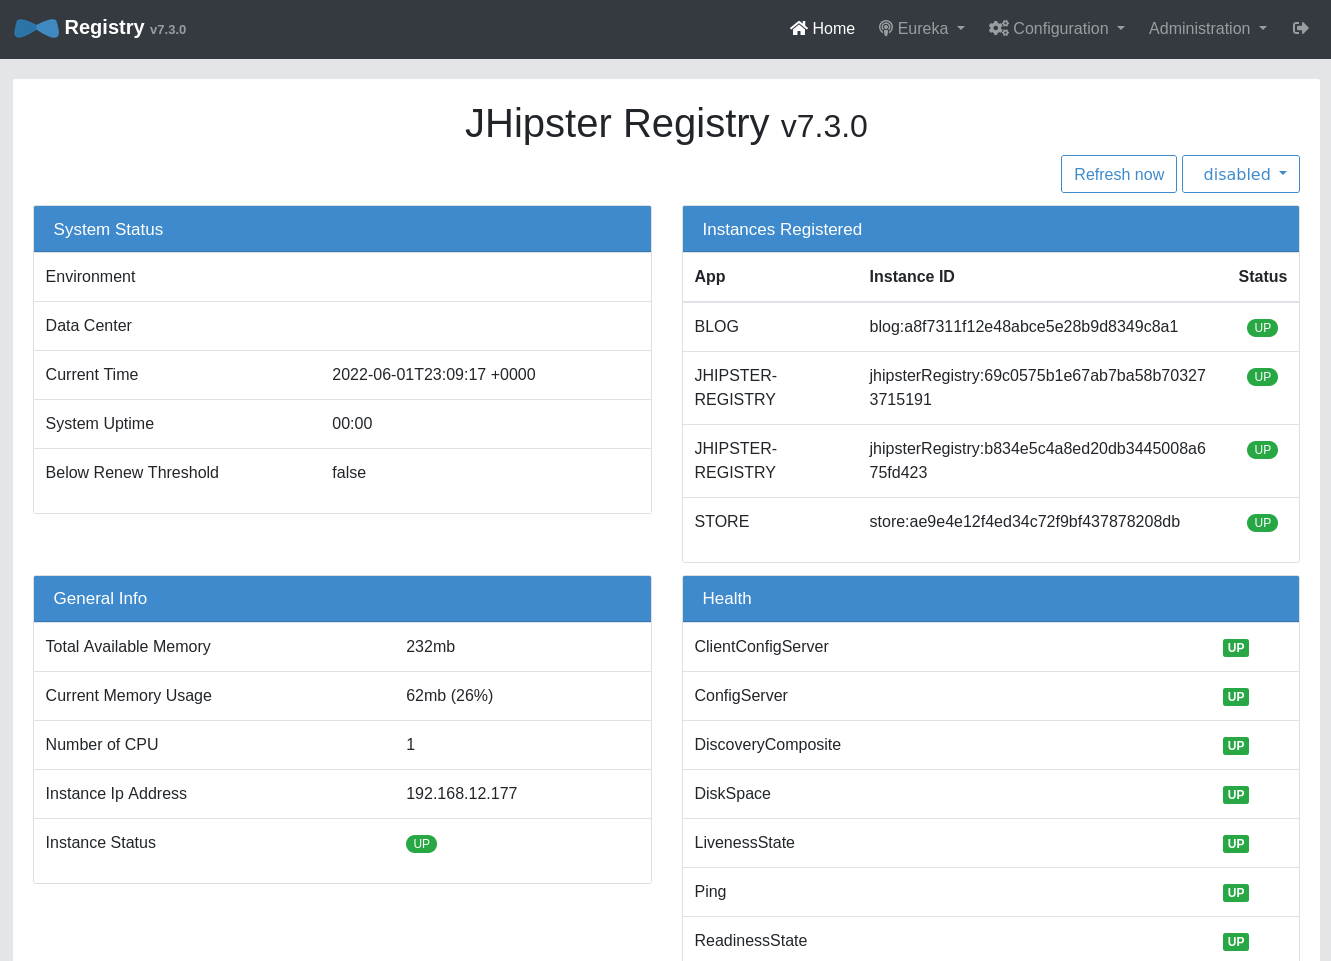 Registry v7.3.0
Home
Eureka
Configuration
Administration
JHipster Registry v7.3.0
Refresh now
disabled
System Status
Environment
Data Center
Current Time 2022-06-01T23:09:17 +0000
System Uptime 00:00
Below Renew Threshold false
Instances Registered
App Instance ID Status
BLOG blog:a8f7311f12e48abce5e28b9d8349c8a1 UP
JHIPSTER- jhipsterRegistry:69c0575b1e67ab7ba58b70327 UP
REGISTRY 3715191
JHIPSTER- jhipsterRegistry:b834e5c4a8ed20db3445008a6 UP
REGISTRY 75fd423
STORE store:ae9e4e12f4ed34c72f9bf437878208db UP
General Info
Total Available Memory 232mb
Current Memory Usage 62mb (26%)
Number of CPU 1
Instance Ip Address 192.168.12.177
Instance Status UP
Health
ClientConfigServer UP
ConfigServer UP
DiscoveryComposite UP
DiskSpace UP
LivenessState UP
Ping UP
ReadinessState UP